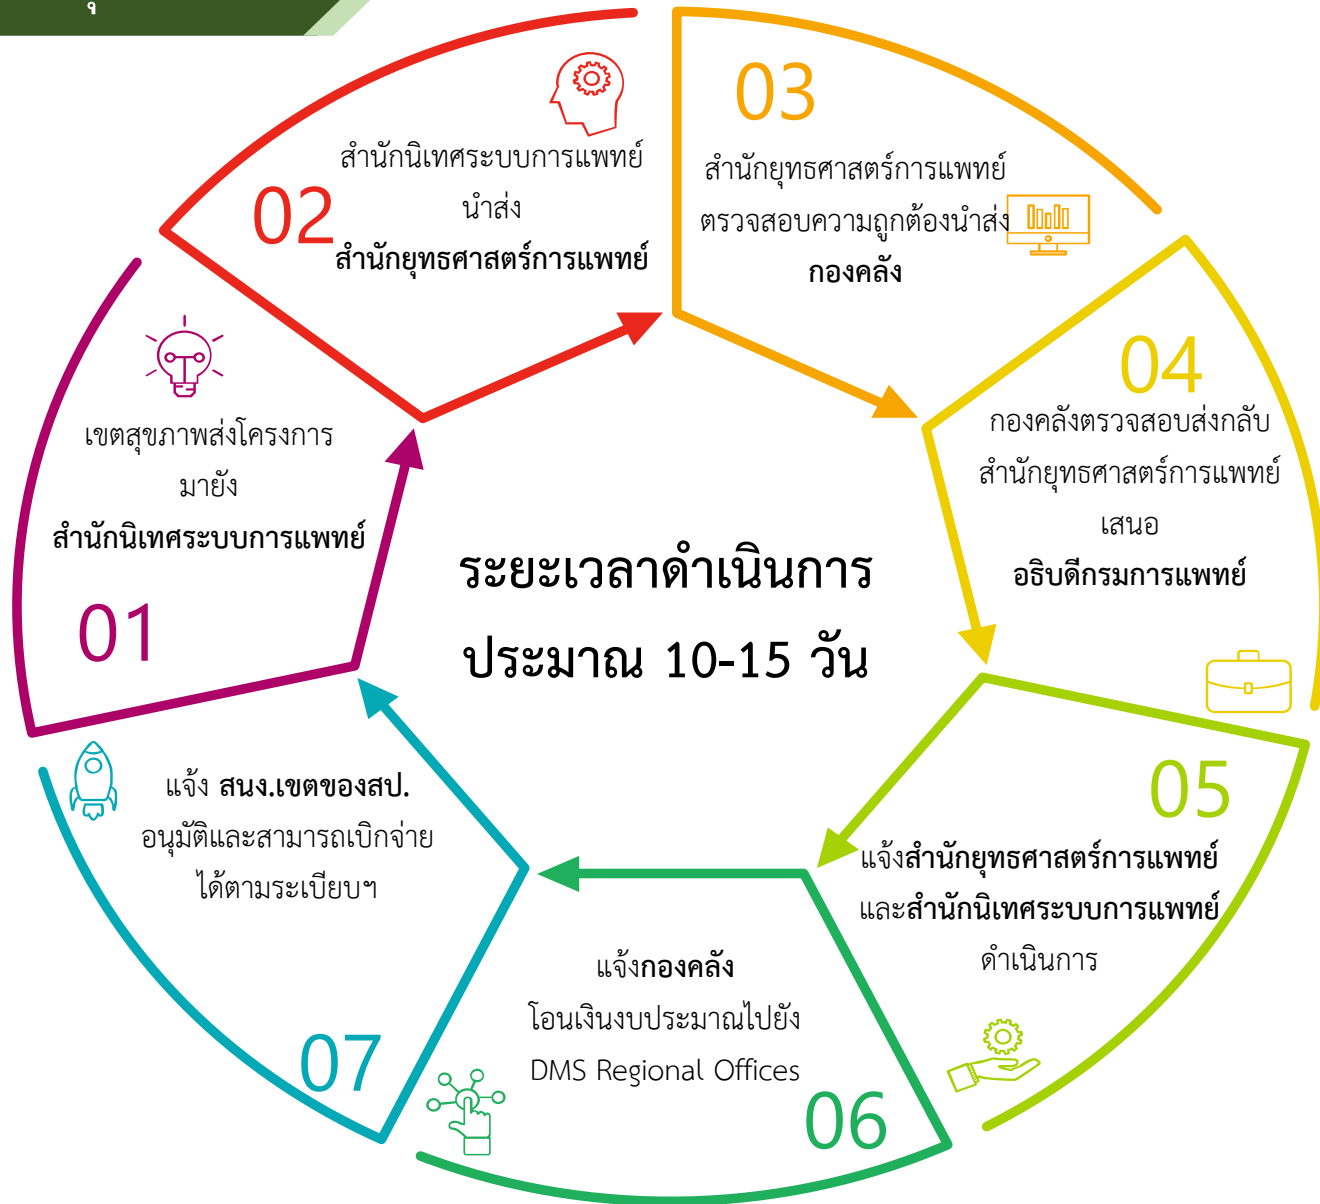 02
สำนักนิเทศระบบการแพทย์
นำส่ง
สำนักยุทธศาสตร์การแพทย์
03
สำนักยุทธศาสตร์การแพทย์
ตรวจสอบความถูกต้องนำส่ง
กองคลัง
04
กองคลังตรวจสอบส่งกลับ
สำนักยุทธศาสตร์การแพทย์
เสนอ
อธิบดีกรมการแพทย์
เขตสุขภาพส่งโครงการ
มายัง
สำนักนิเทศระบบการแพทย์
01
ระยะเวลาดำเนินการ
ประมาณ 10-15 วัน
05
แจ้งสำนักยุทธศาสตร์การแพทย์
และสำนักนิเทศระบบการแพทย์
ดำเนินการ
แจ้ง สนง.เขตของสป.
อนุมัติและสามารถเบิกจ่าย
ได้ตามระเบียบฯ
07
แจ้งกองคลัง
โอนเงินงบประมาณไปยัง
DMS Regional Offices
06